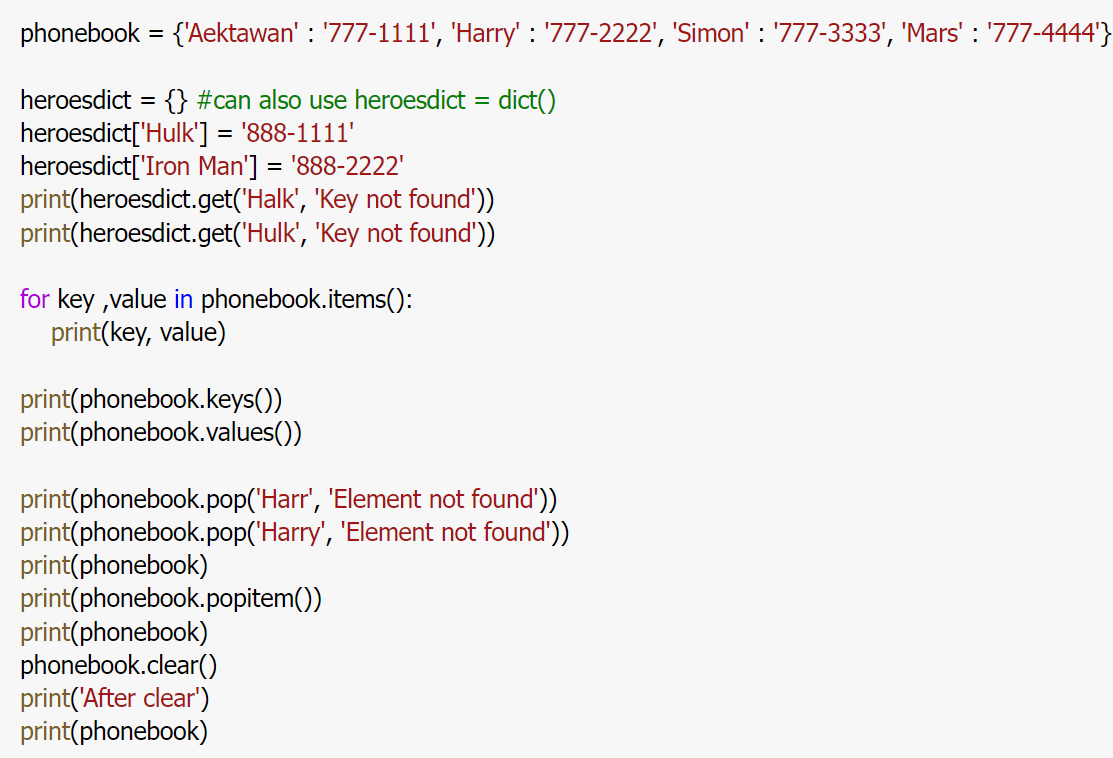 phonebook = {'Aektawan' : '777-1111', 'Harry' : '777-2222', 'Simon' : '777-3333', 'Mars' : '777-4444'}
heroesdict = {} #can also use heroesdict = dict()
heroesdict['Hulk'] = '888-1111'
heroesdict['Iron Man'] = '888-2222'
print(heroesdict.get('Halk', 'Key not found'))
print(heroesdict.get('Hulk', 'Key not found'))
for key ,value in phonebook.items():
    print(key, value)
print(phonebook.keys())
print(phonebook.values())
print(phonebook.pop('Harr', 'Element not found'))
print(phonebook.pop('Harry', 'Element not found'))
print(phonebook)
print(phonebook.popitem())
print(phonebook)
phonebook.clear()
print('After clear')
print(phonebook)